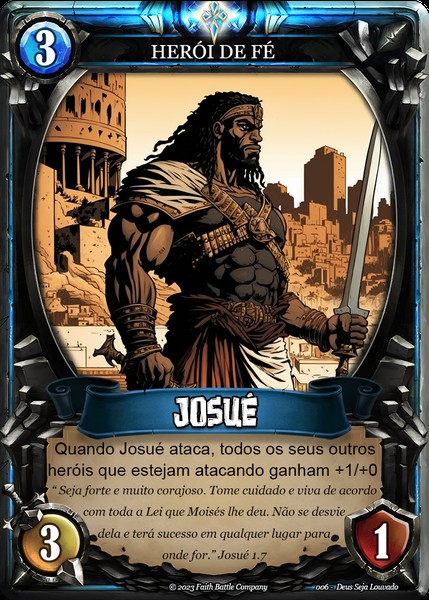 3
HERÓI DE FÉ
JOSUÉ
Quando Josué ataca, todos os seus outros
heróis que estejam atacando ganham +1/+0
“ Seja forte e muito corajoso. Tome cuidado e viva de acordo
com toda a Lei que Moisés lhe deu. Não se desvie
dela e terá sucesso em qualquer lugar para
onde for.” Josué 1.7
3
1
© 2023 Faith Battle Company
006 - Deus Seja Louvado